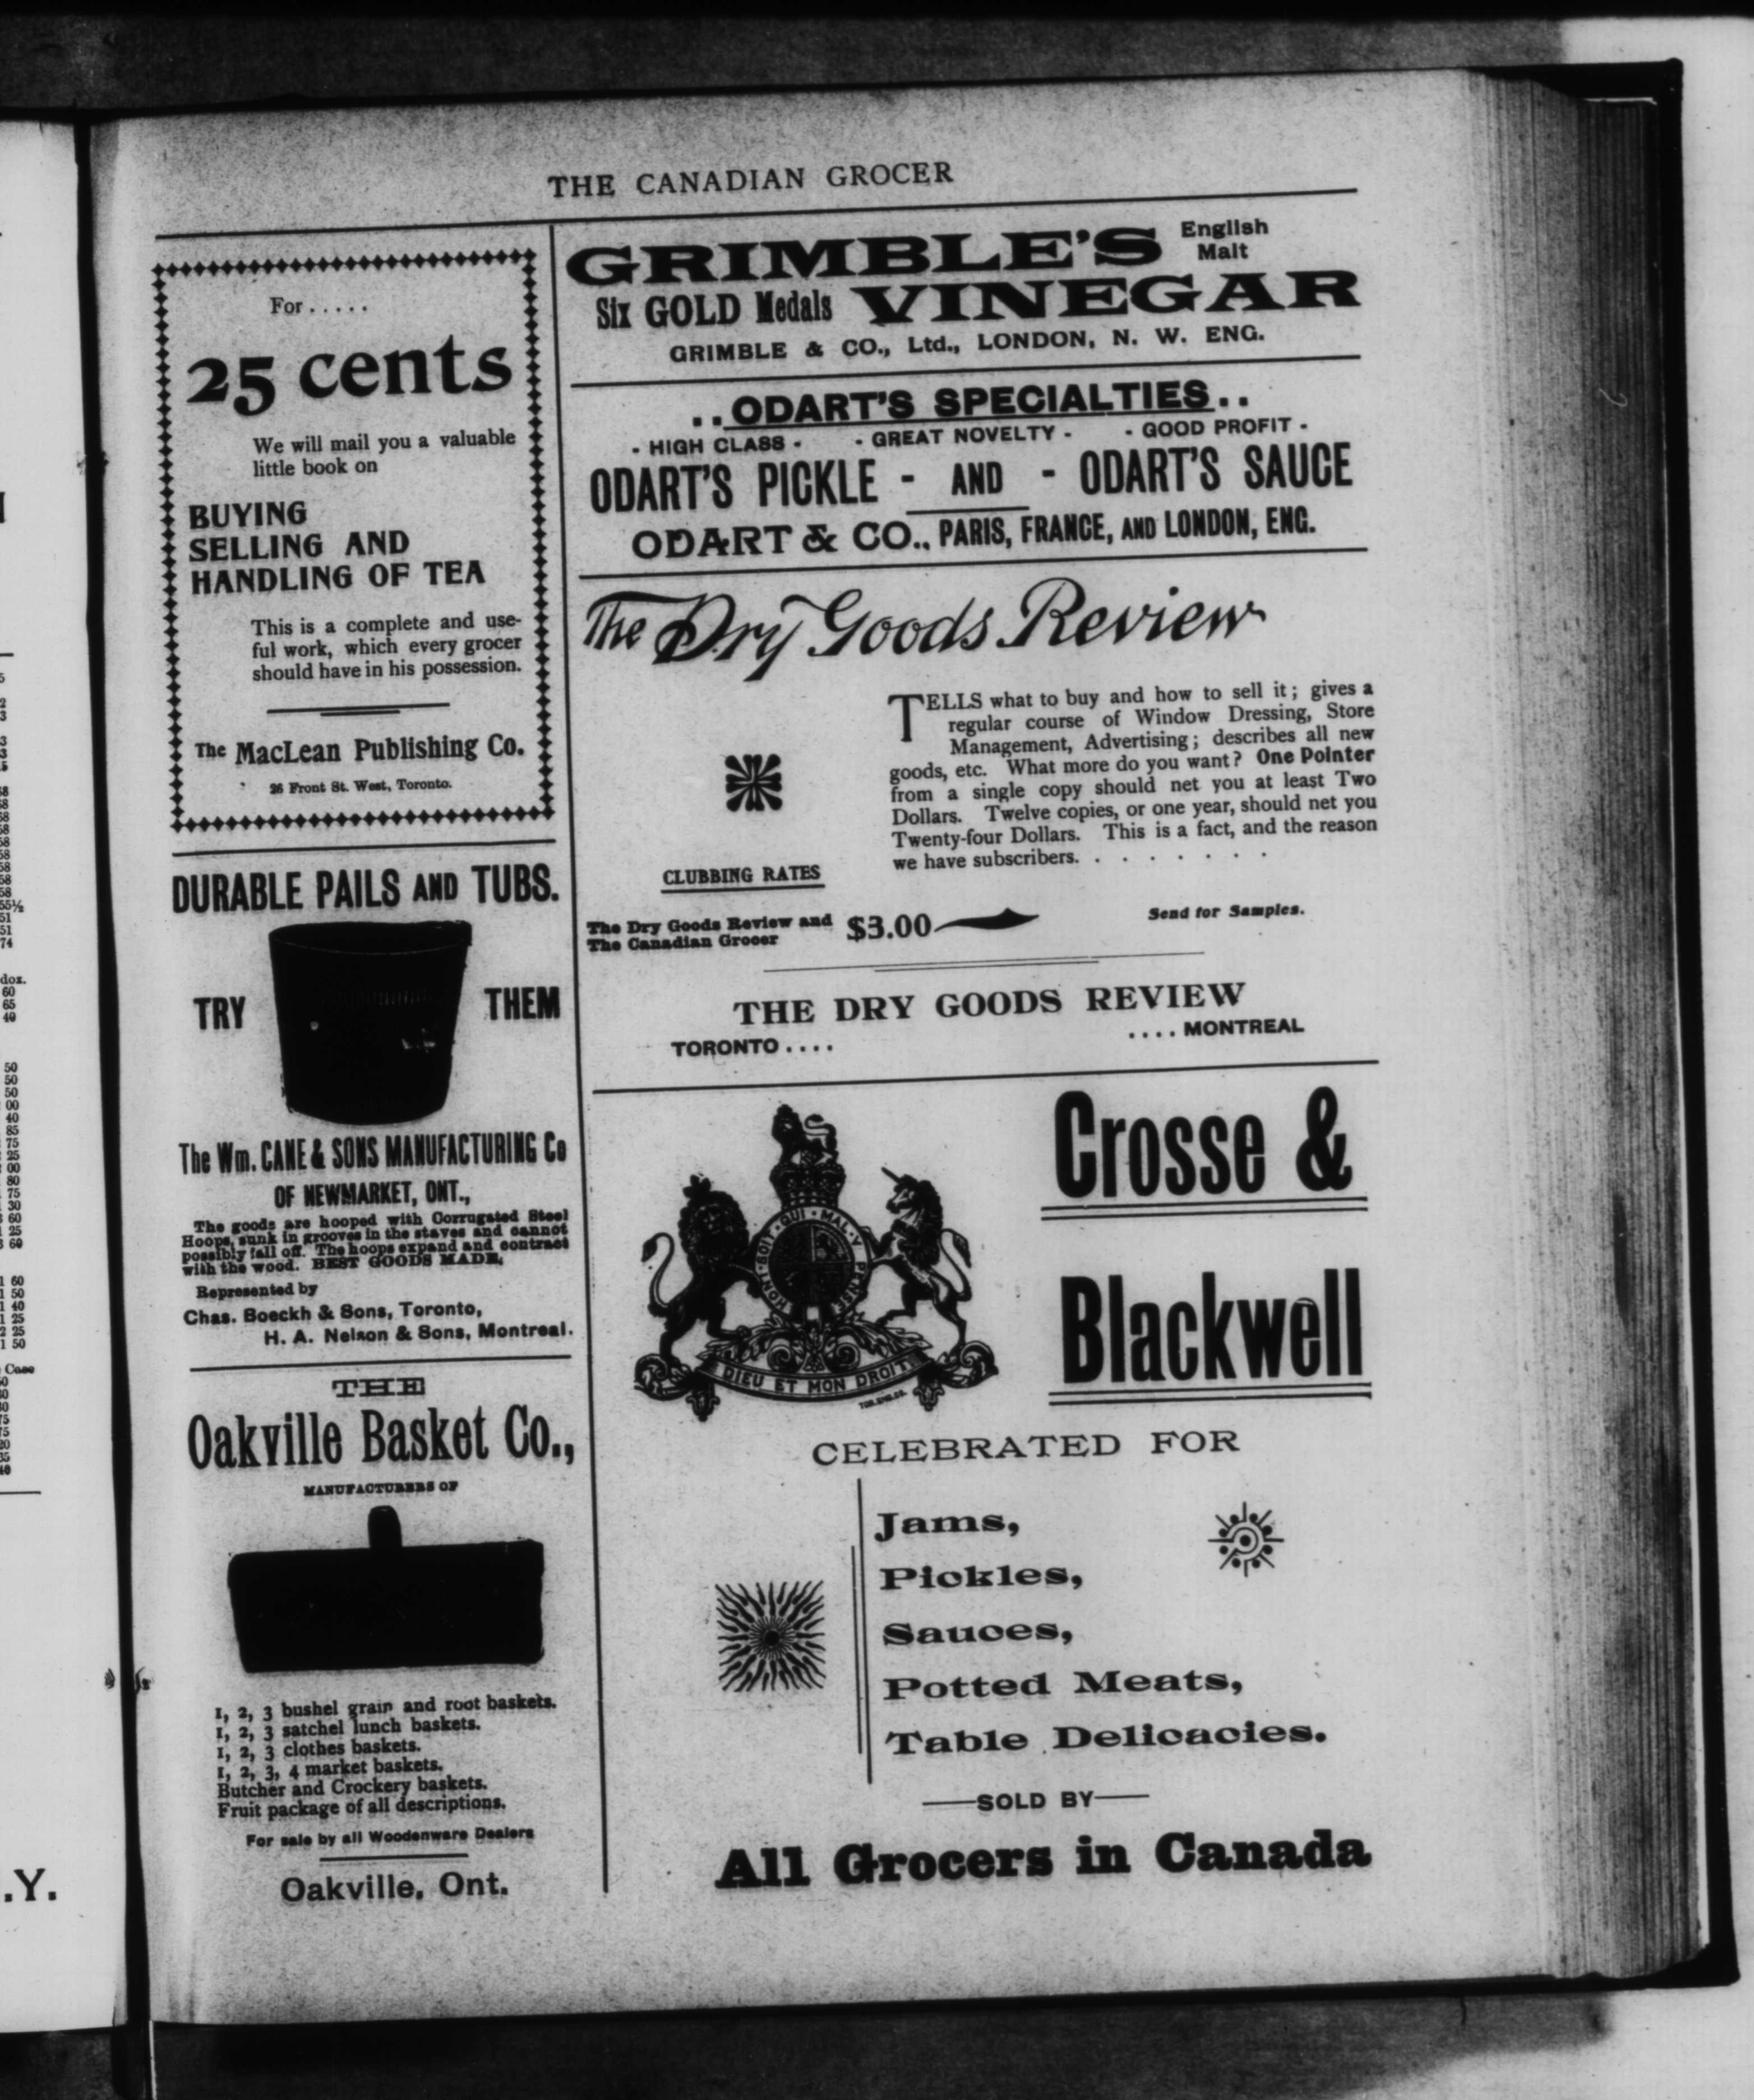 THE CANADIAN GROCER
For.....
25 cents
We will mail you a valuable
little book on
BUYING
SELLING AND
HANDLING OF TEA
This is a complete and use-
ful work, which every grocer
should have in his possession.
The MacLean Publishing Co.
26 Front St. West, Toronto.
DURABLE PAILS AND TUBS.
TRY THEM
The Wm. CANE & SONS MANUFACTURING Co
OF NEWMARKET, ONT.,
The goods are hooped with Corrugated Steel
Hoops, sunk in grooves in the staves and cannot
possibly fall off. The hoops expand and contract
with the wood. BEST GOODS MADE.
Represented by
Chas. Boeckh & Sons, Toronto,
H. A. Nelson & Sons, Montreal.
THE
Oakville Basket Co.,
MANUFACTURERS OF
1, 2, 3 bushel grain and root baskets.
1, 2, 3 satchel lunch baskets.
1, 2, 3 clothes baskets.
1, 2, 3, 4 market baskets.
Butcher and Crockery baskets.
Fruit package of all descriptions.
For sale by all Woodenware Dealers
Oakville, Ont.
GRIMBLE'S English
Malt
Six GOLD Medals VINEGAR
GRIMBLE & CO., Ltd., LONDON, N. W. ENG.
..ODART'S SPECIALTIES..
- HIGH CLASS - - GREAT NOVELTY - - GOOD PROFIT -
ODART'S PICKLE - AND - ODART'S SAUCE
ODART & CO., PARIS, FRANCE, AND LONDON, ENG.
The Dry Goods Review
TELLS what to buy and how to sell it; gives a
regular course of Window Dressing, Store
Management, Advertising; describes all new
goods, etc. What more do you want? One Pointer
from a single copy should net you at least Two
Dollars. Twelve copies, or one year, should net you
Twenty-four Dollars. This is a fact, and the reason
we have subscribers. . . . . . . . .
CLUBBING RATES
The Dry Goods Review and
The Canadian Grocer $3.00
Send for Samples.
THE DRY GOODS REVIEW
TORONTO.... ....MONTREAL
Crosse &
Blackwell
HONI·SOIT·QUI·MAL·Y·PENSE
DIEU ET MON DROIT
CELEBRATED FOR
Jams,
Pickles,
Sauces,
Potted Meats,
Table Delicacies.
SOLD BY
All Grocers in Canada
.Y.